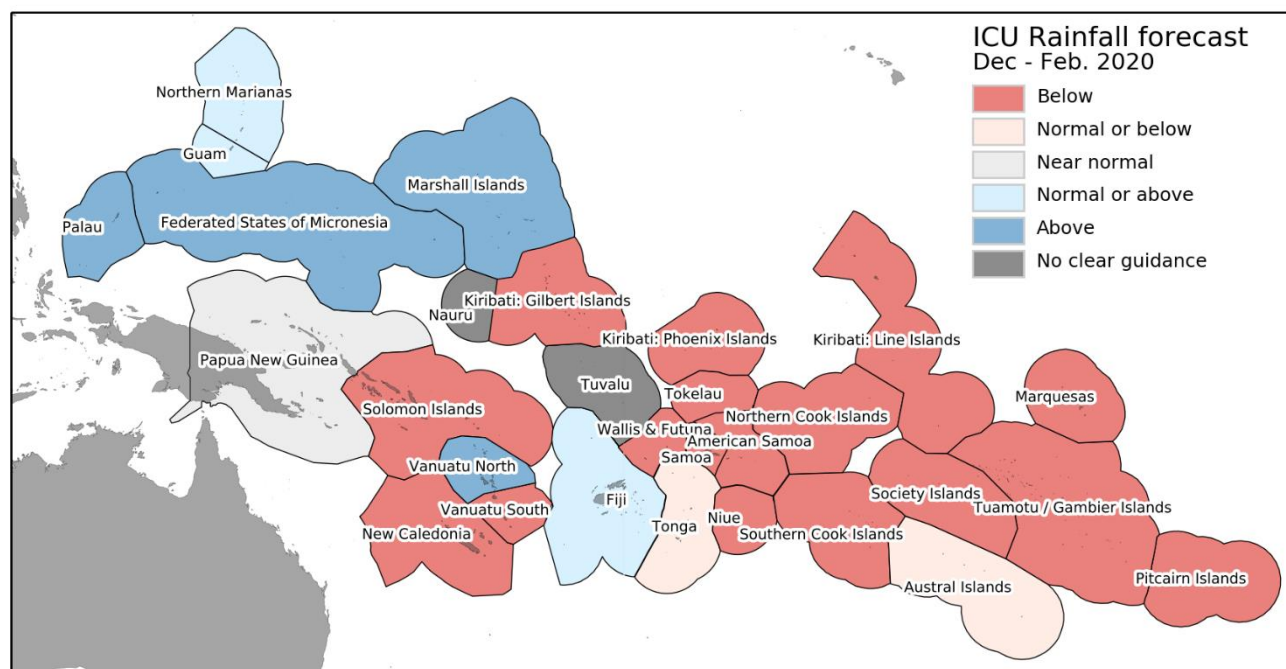 ICU Rainfall forecast
Dec - Feb. 2020
Below
Normal or below
Near normal
Normal or above
Above
No clear guidance
Northern Marianas
Guam
Marshall Islands
Palau
Federated States of Micronesia
Nauru
Kiribati: Gilbert Islands
Kiribati: Phoenix Islands
Kiribati: Line Islands
Papua New Guinea
Tuvalu
Tokelau
Marquesas
Solomon Islands
Northern Cook Islands
Wallis & Futuna
American Samoa
Samoa
Vanuatu North
Society Islands
Fiji
Vanuatu South
Tuamotu / Gambier Islands
Niue
Tonga
New Caledonia
Southern Cook Islands
Pitcairn Islands
Austral Islands